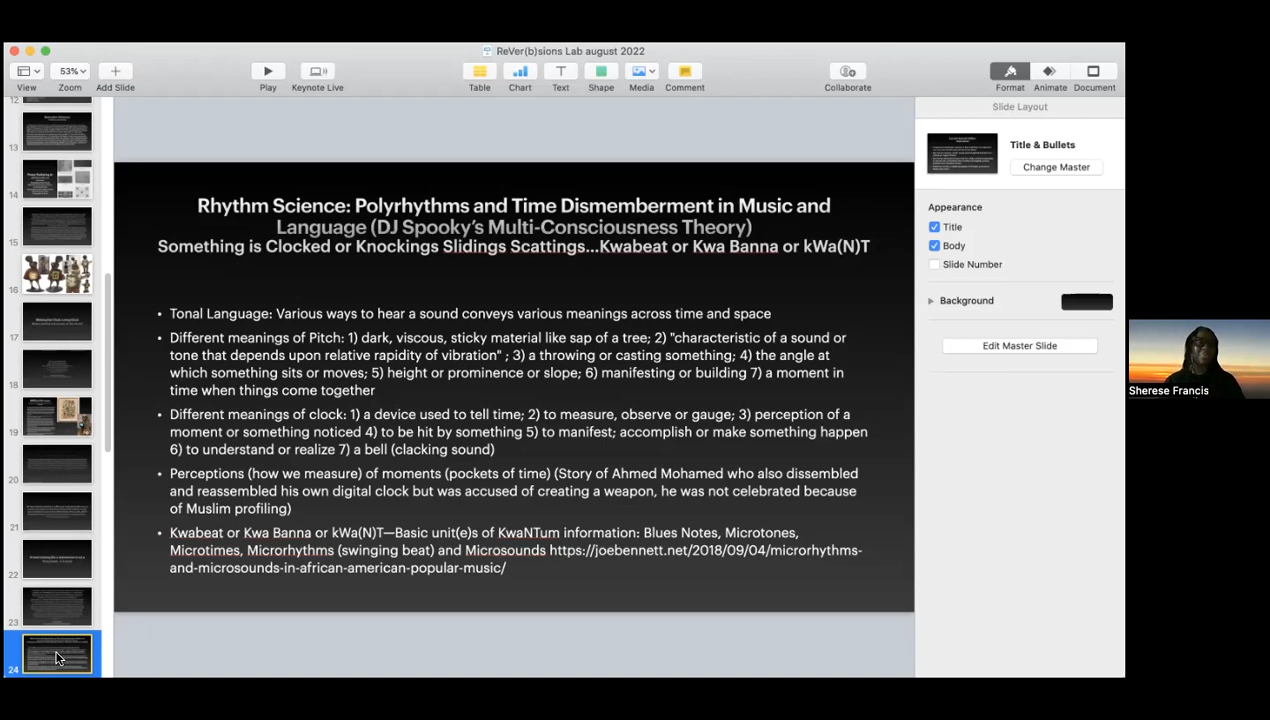 ReVer(b)sions Lab august 2022
53%
View
Zoom
Add Slide
Play
Keynote Live
Table
Chart
Text
Shape
Media
Comment
Collaborate
Format
Animate
Document
12
13
14
15
16
17
18
19
20
21
22
23
24
Rhythm Science: Polyrhythms and Time Dismemberment in Music and
Language (DJ Spooky's Multi-Consciousness Theory)
Something is Clocked or Knockings Slidings Scattings...Kwabeat or Kwa Banna or kWa(N)T
• Tonal Language: Various ways to hear a sound conveys various meanings across time and space
• Different meanings of Pitch: 1) dark, viscous, sticky material like sap of a tree; 2) "characteristic of a sound or
tone that depends upon relative rapidity of vibration" ; 3) a throwing or casting something; 4) the angle at
which something sits or moves; 5) height or prominence or slope; 6) manifesting or building 7) a moment in
time when things come together
• Different meanings of clock: 1) a device used to tell time; 2) to measure, observe or gauge; 3) perception of a
moment or something noticed 4) to be hit by something 5) to manifest; accomplish or make something happen
6) to understand or realize 7) a bell (clacking sound)
• Perceptions (how we measure) of moments (pockets of time) (Story of Ahmed Mohamed who also dissembled
and reassembled his own digital clock but was accused of creating a weapon, he was not celebrated because
of Muslim profiling)
• Kwabeat or Kwa Banna or kWa(N)T—Basic unit(e)s of KwaNTum information: Blues Notes, Microtones,
Microtimes, Microrhythms (swinging beat) and Microsounds https://joebennett.net/2018/09/04/microrhythms-
and-microsounds-in-african-american-popular-music/
Slide Layout
Title & Bullets
Change Master
Appearance
Title
Body
Slide Number
Background
Edit Master Slide
Sherese Francis